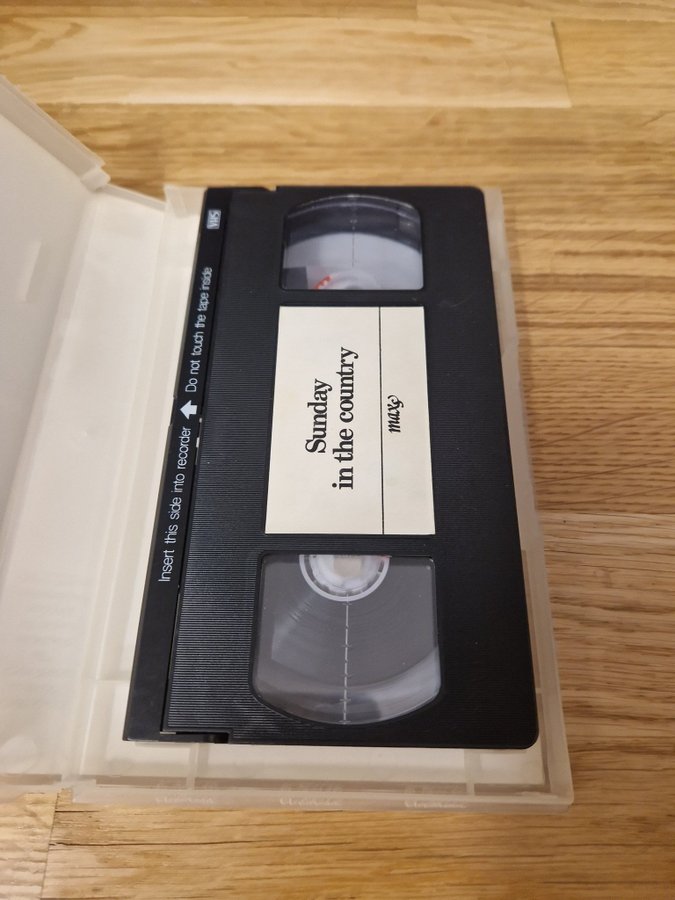 VHS
Insert this side into recorder Do not touch the tape inside
Sunday
in the country
max